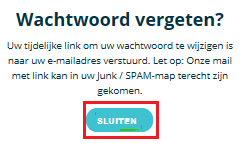 Wachtwoord vergeten?
Uw tijdelijke link om uw wachtwoord te wijzigen is
naar uw e-mailadres verstuurd. Let op: Onze mail
met link kan in uw Junk / SPAM-map terecht zijn
gekomen.
SLUITEN